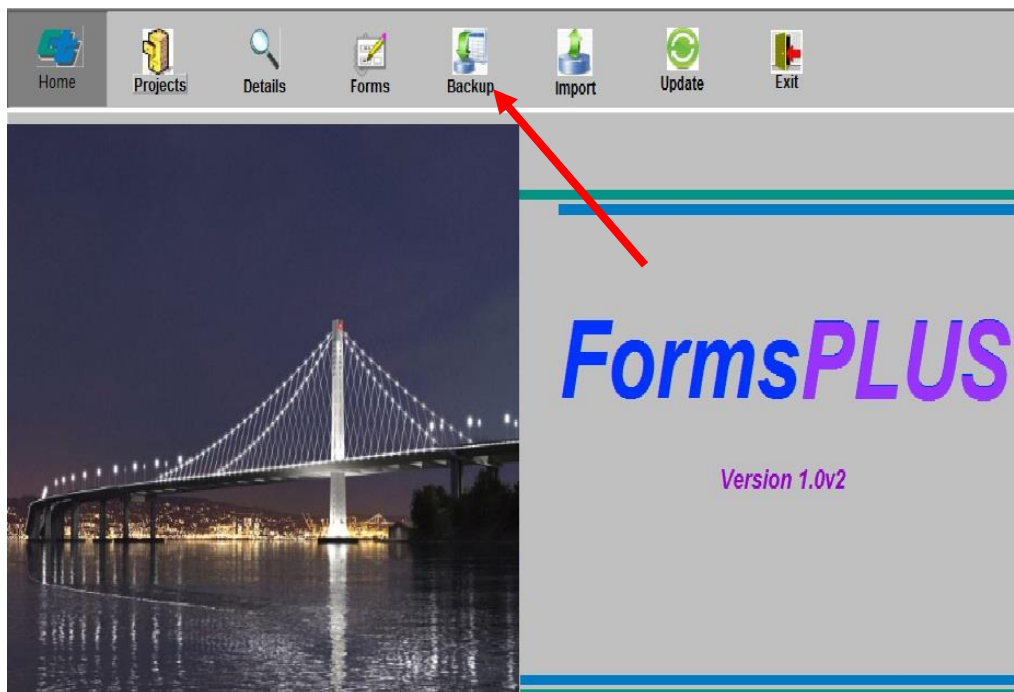 Home Projects Details Forms Backup Import Update Exit
FormsPLUS
Version 1.0v2